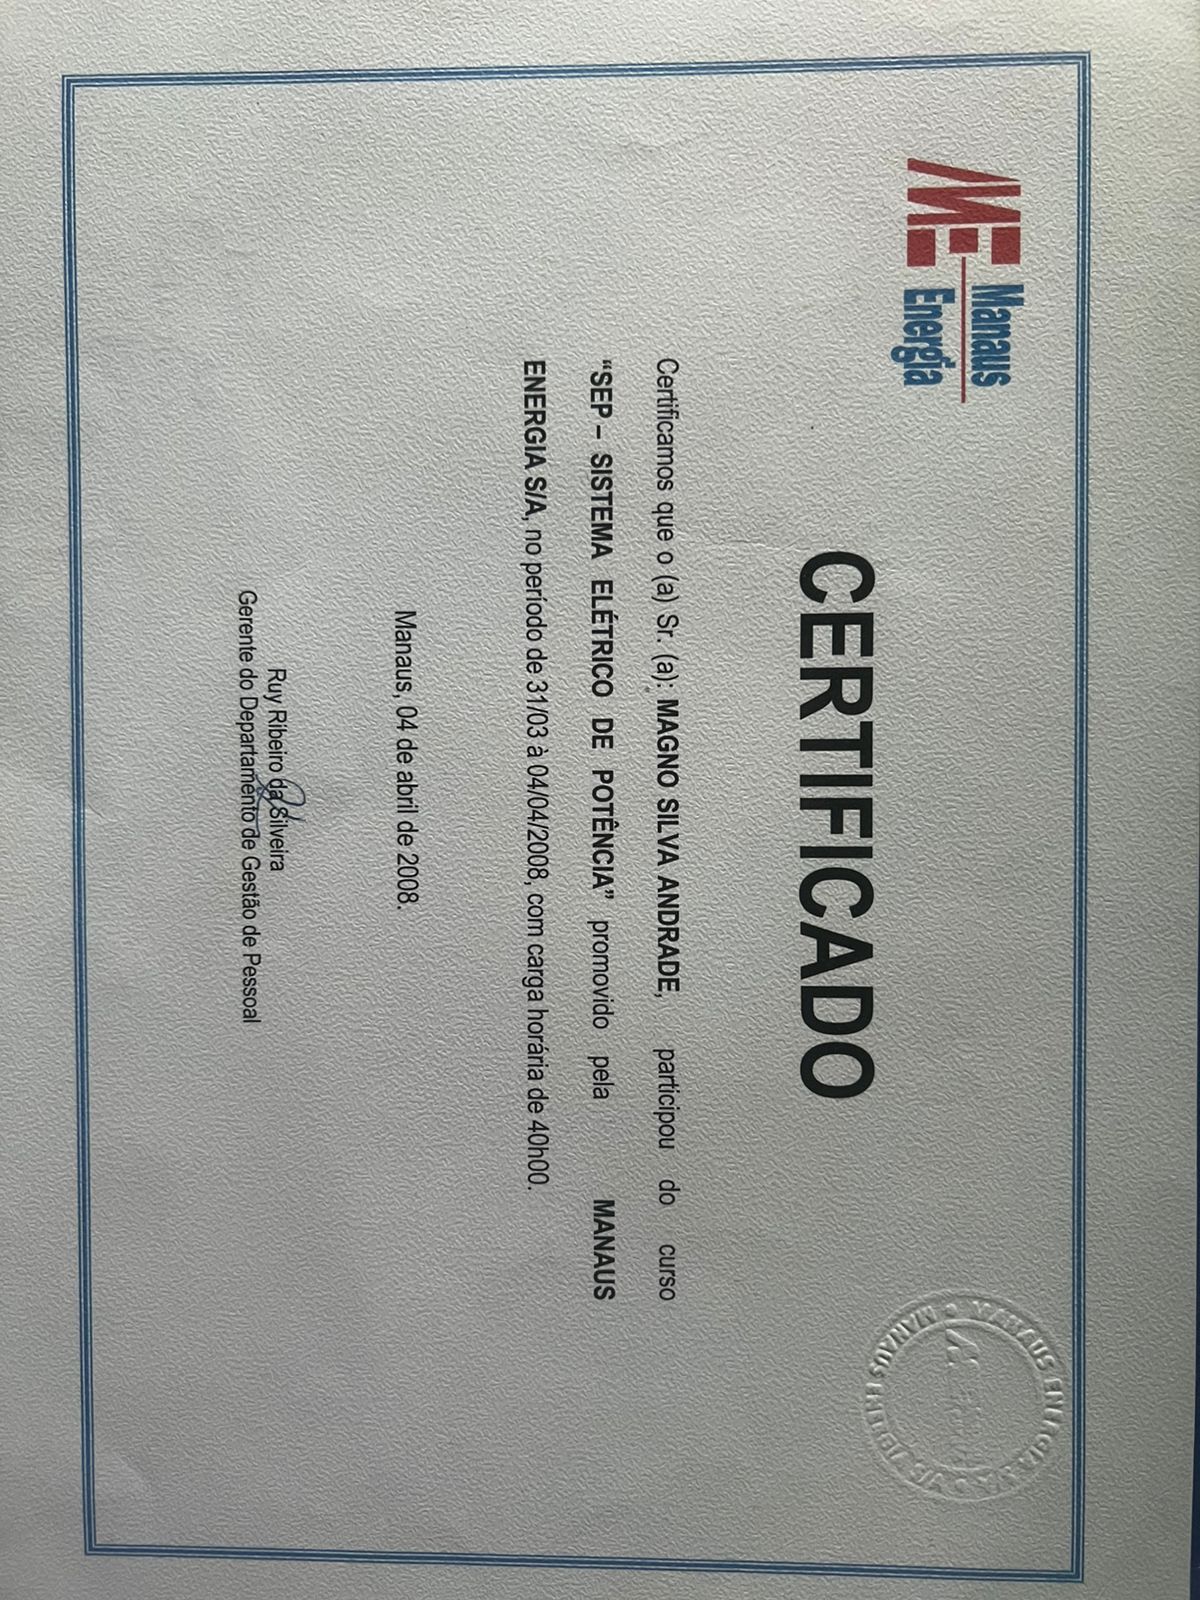 Manaus
Energia
CERTIFICADO
Certificamos que o (a) Sr. (a): MAGNO SILVA ANDRADE, participou do curso
“SEP – SISTEMA ELÉTRICO DE POTÊNCIA” promovido pela MANAUS
ENERGIA S/A, no período de 31/03 à 04/04/2008, com carga horária de 40h00.
Manaus, 04 de abril de 2008.
Ruy Ribeiro da Silveira
Gerente do Departamento de Gestão de Pessoal
MANAUS ENERGIA S/A • MANAUS ENERGIA S/A •